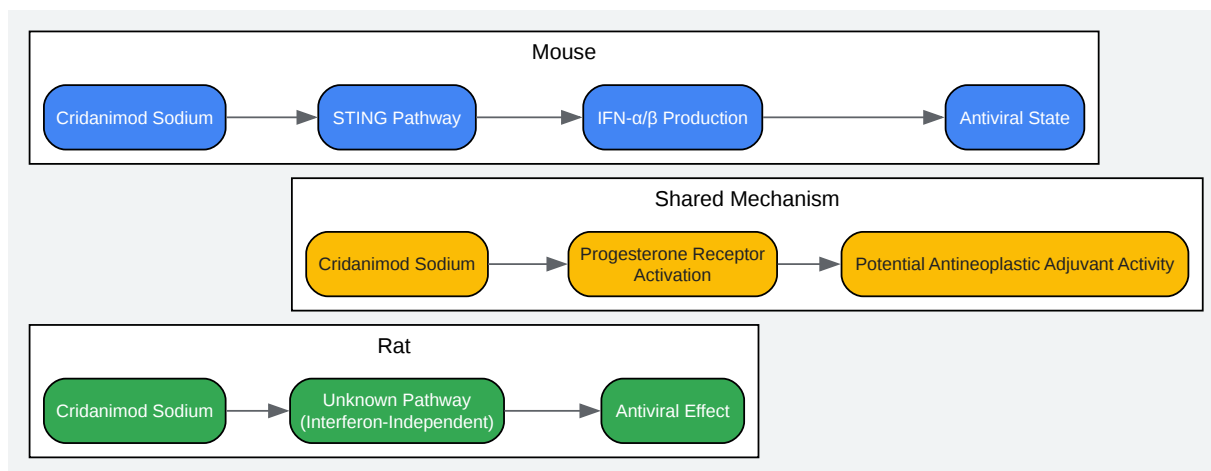 Mouse
Cridanimod Sodium
STING Pathway
IFN-α/β Production
Antiviral State
Shared Mechanism
Cridanimod Sodium
Progesterone Receptor
Activation
Potential Antineoplastic Adjuvant Activity
Rat
Cridanimod Sodium
Unknown Pathway
(Interferon-Independent)
Antiviral Effect